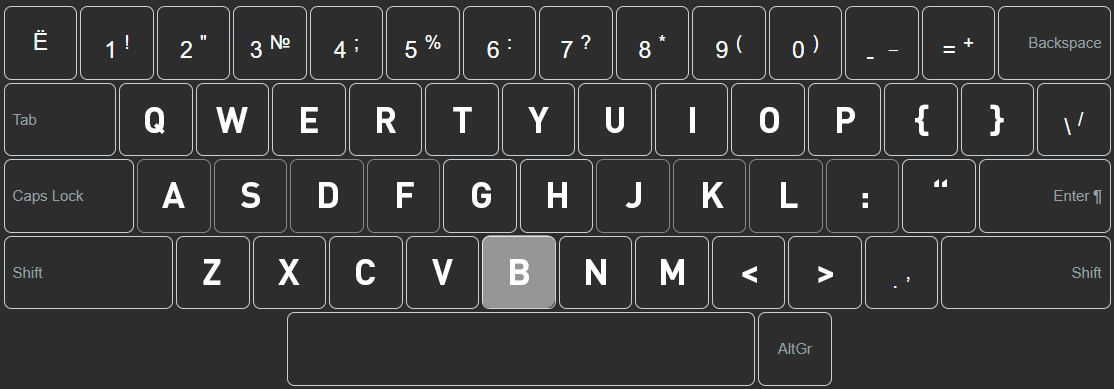 Ё 1 ! 2 " 3 № 4 ; 5 % 6 : 7 ? 8 * 9 ( 0 ) - _ = + Backspace
Tab Q W E R T Y U I O P { } \ /
Caps Lock A S D F G H J K L : “ Enter ¶
Shift Z X C V B N M < > . , Shift
AltGr